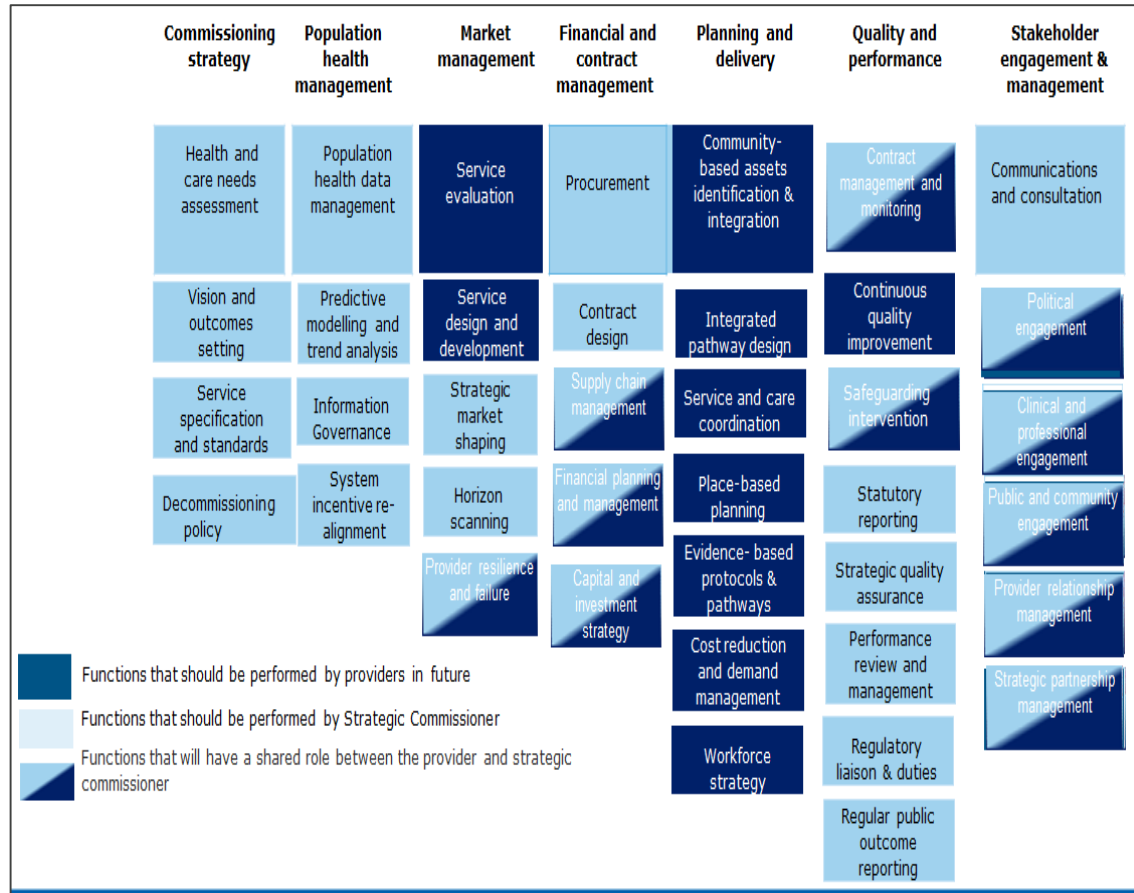 Commissioning
strategy
Population
health
management
Market
management
Financial and
contract
management
Planning and
delivery
Quality and
performance
Stakeholder
engagement &
management
Health and
care needs
assessment
Population
health data
management
Service
evaluation
Procurement
Community-
based assets
identification &
integration
Contract
management and
monitoring
Communications
and consultation
Vision and
outcomes
setting
Predictive
modelling and
trend analysis
Service
design and
development
Contract
design
Integrated
pathway design
Continuous
quality
improvement
Political
engagement
Service
specification
and standards
Information
Governance
Strategic
market
shaping
Supply chain
management
Service and care
coordination
Safeguarding
intervention
Clinical and
professional
engagement
Decommissioning
policy
System
incentive re-
alignment
Horizon
scanning
Financial planning
and management
Place-based
planning
Statutory
reporting
Public and community
engagement
Provider resilience
and failure
Capital and
investment
strategy
Evidence- based
protocols &
pathways
Strategic quality
assurance
Provider relationship
management
Cost reduction
and demand
management
Performance
review and
management
Strategic partnership
management
Workforce
strategy
Regulatory
liaison & duties
Regular public
outcome
reporting
Functions that should be performed by providers in future
Functions that should be performed by Strategic Commissioner
Functions that will have a shared role between the provider and strategic
commissioner